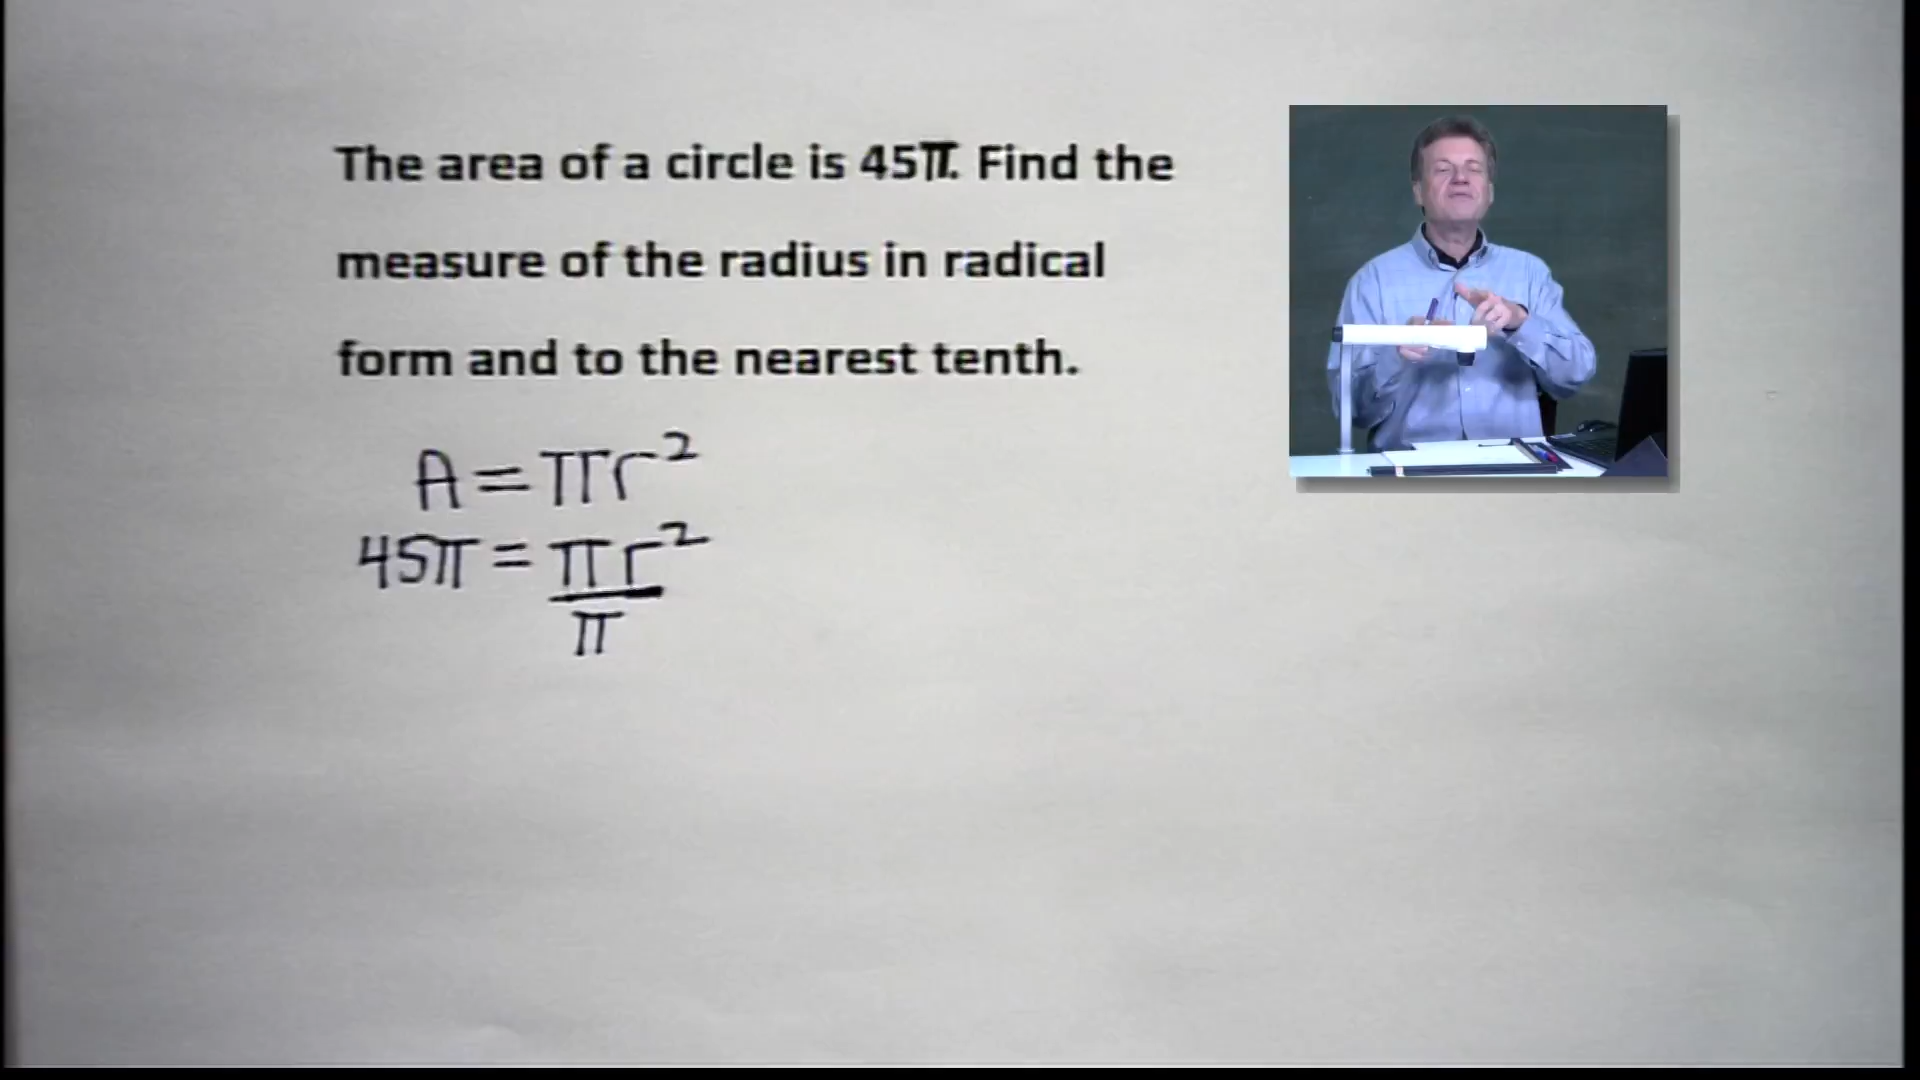 The area of a circle is 45π. Find the
measure of the radius in radical
form and to the nearest tenth.
A = πr²
45π = πr²
π